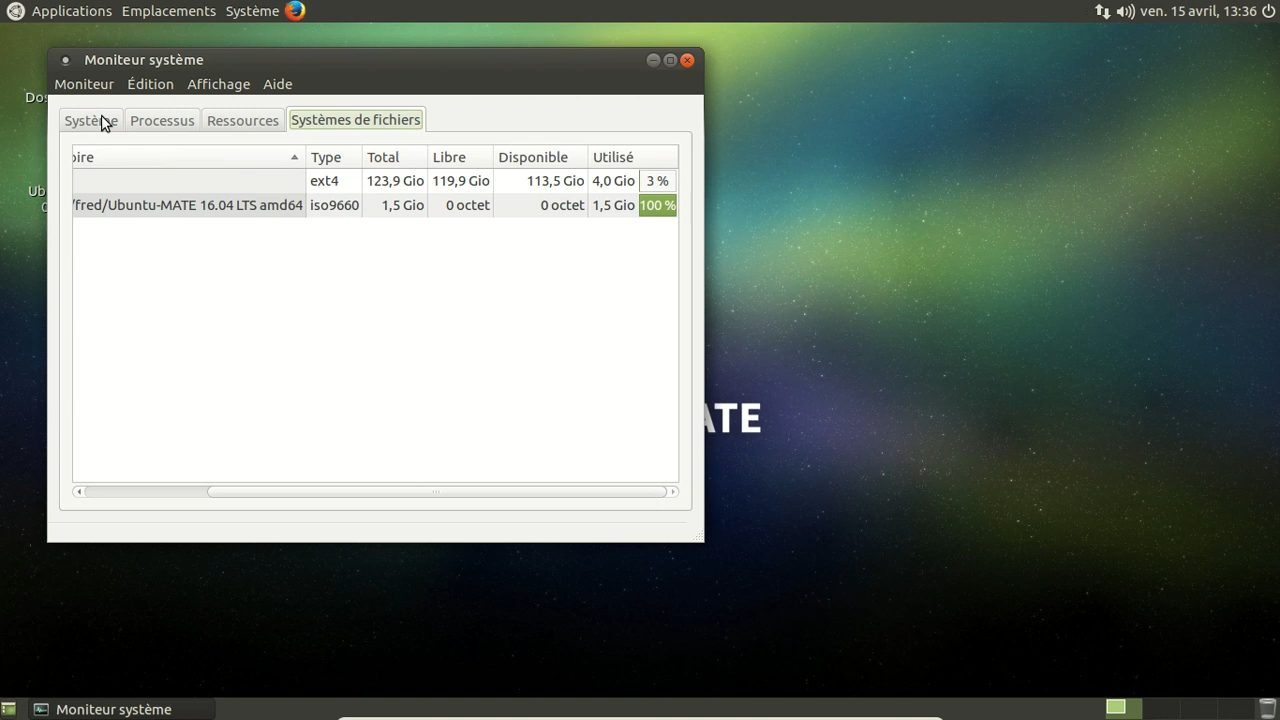 Applications Emplacements Système ven. 15 avril, 13:36
Dos
Ub
Moniteur système
Moniteur Édition Affichage Aide
Système Processus Ressources Systèmes de fichiers
oire Type Total Libre Disponible Utilisé
ext4 123,9 Gio 119,9 Gio 113,5 Gio 4,0 Gio 3 %
/fred/Ubuntu-MATE 16.04 LTS amd64 iso9660 1,5 Gio 0 octet 0 octet 1,5 Gio 100 %
ATE
Moniteur système